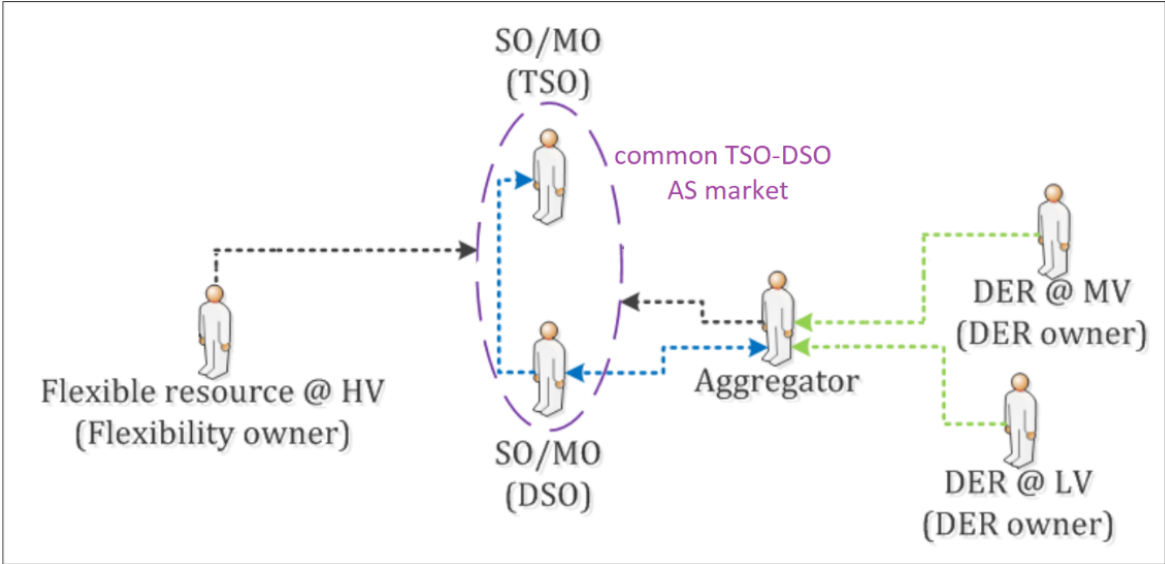 SO/MO
(TSO)
common TSO-DSO
AS market
DER @ MV
(DER owner)
Flexible resource @ HV
(Flexibility owner)
Aggregator
SO/MO
(DSO)
DER @ LV
(DER owner)